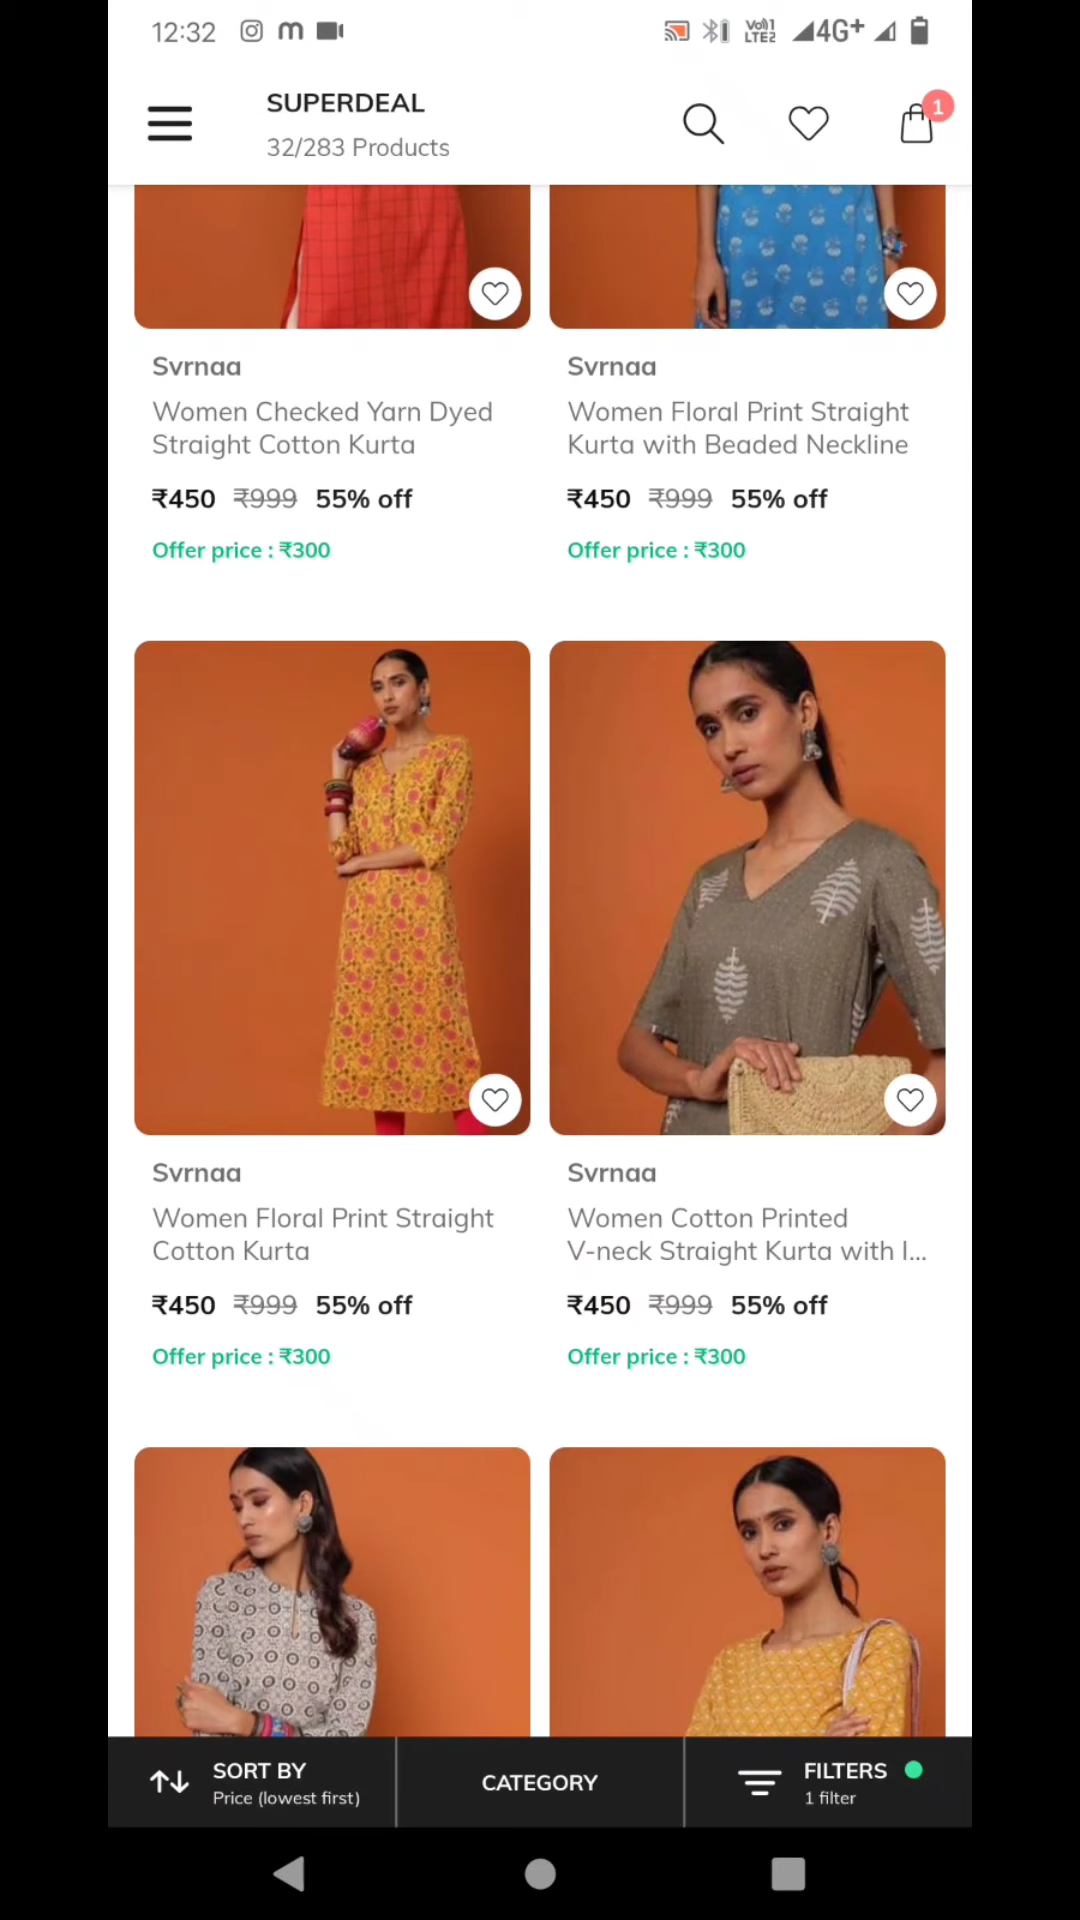 12:32
Vo)) 1
LTE2
4G+
SUPERDEAL
32/283 Products
1
Svrnaa
Women Checked Yarn Dyed
Straight Cotton Kurta
₹450 ₹999 55% off
Offer price : ₹300
Svrnaa
Women Floral Print Straight
Kurta with Beaded Neckline
₹450 ₹999 55% off
Offer price : ₹300
Svrnaa
Women Floral Print Straight
Cotton Kurta
₹450 ₹999 55% off
Offer price : ₹300
Svrnaa
Women Cotton Printed
V-neck Straight Kurta with I...
₹450 ₹999 55% off
Offer price : ₹300
SORT BY
Price (lowest first)
CATEGORY
FILTERS
1 filter